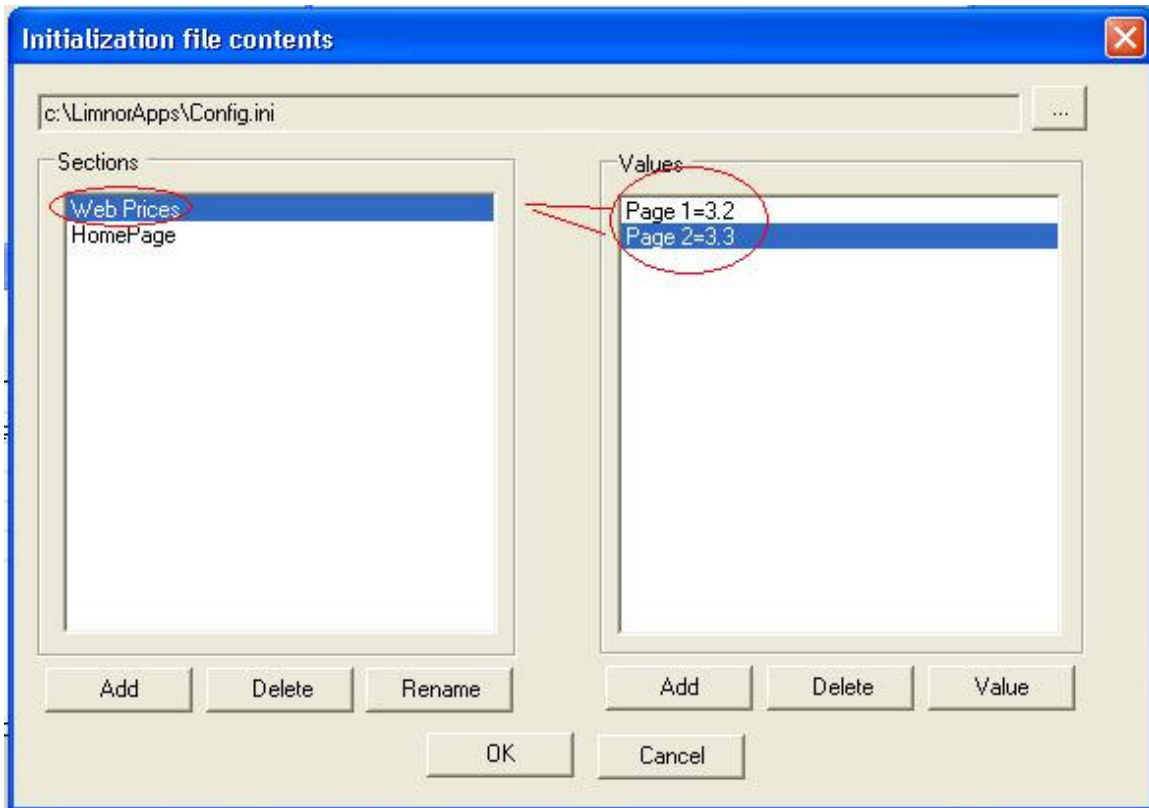 Initialization file contents
c:\LimnorApps\Config.ini
...
Sections
Web Prices
HomePage
Values
Page 1=3.2
Page 2=3.3
Add
Delete
Rename
Add
Delete
Value
OK
Cancel